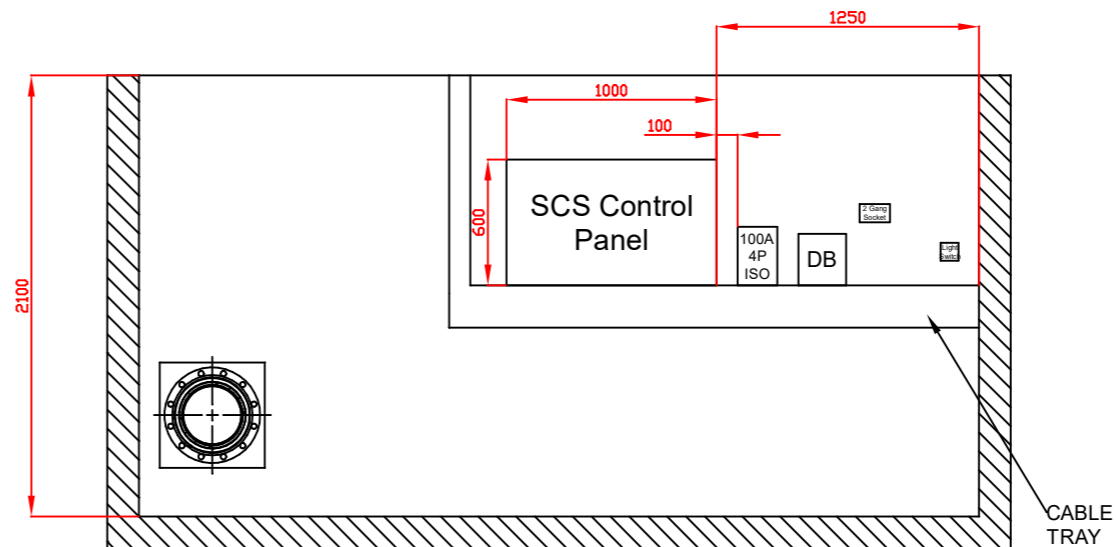 1250
1000
100
SCS Control
Panel
600
2 Gang
Socket
100A
4P
ISO
DB
Light
Switch
2100
CABLE
TRAY